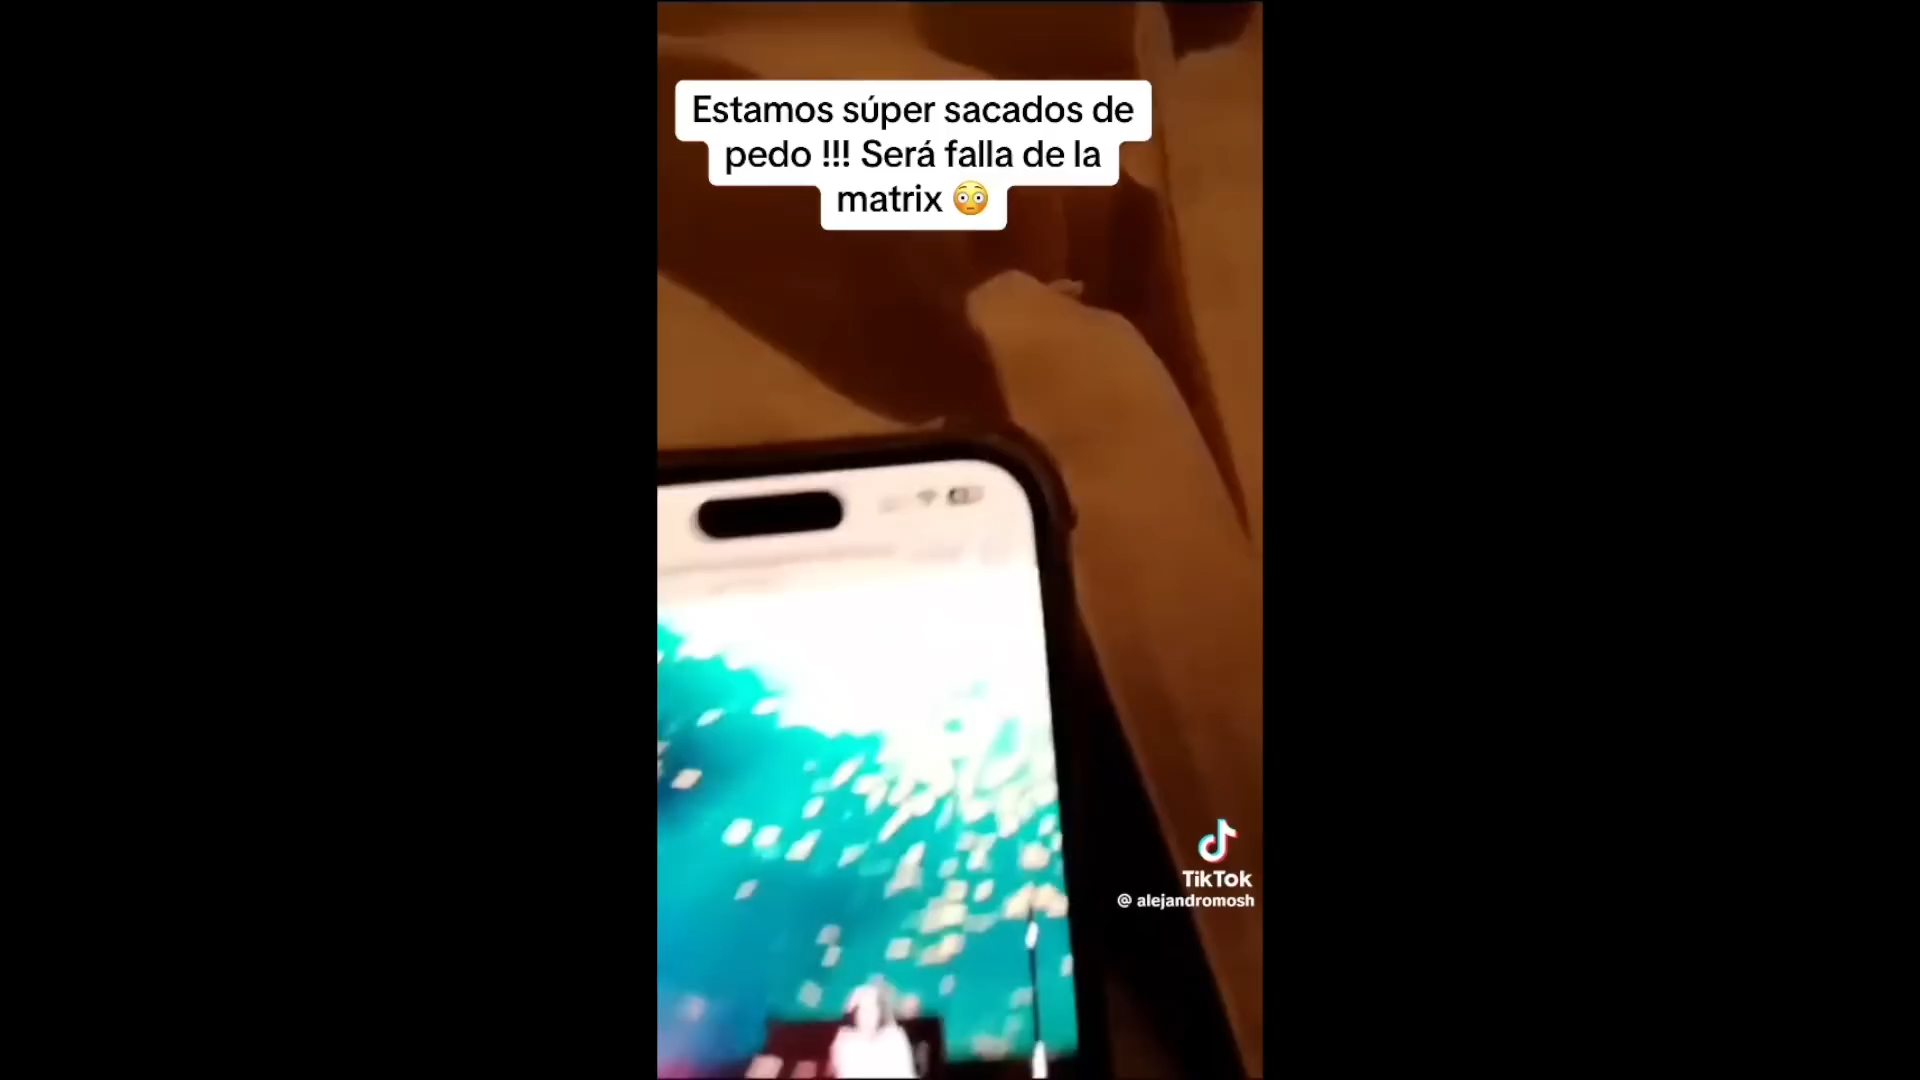 Estamos súper sacados de
pedo !!! Será falla de la
matrix 😳
TikTok
@ alejandromosh